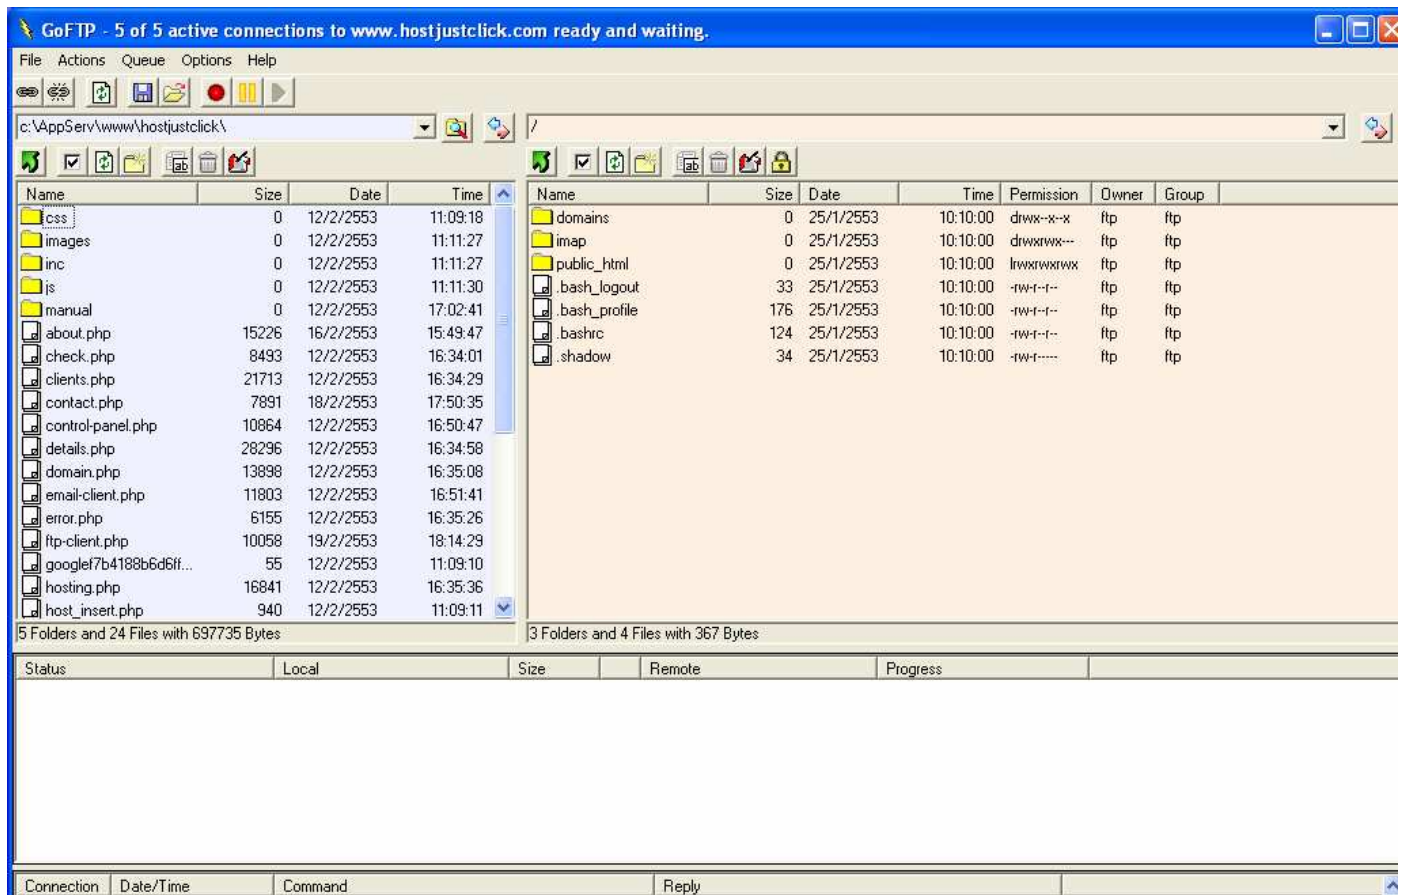 GoFTP - 5 of 5 active connections to www.hostjustclick.com ready and waiting.
File Actions Queue Options Help
c:\AppServ\www\hostjustclick\
Name Size Date Time
css 0 12/2/2553 11:09:18
images 0 12/2/2553 11:11:27
inc 0 12/2/2553 11:11:27
js 0 12/2/2553 11:11:30
manual 0 12/2/2553 17:02:41
about.php 15226 16/2/2553 15:49:47
check.php 8493 12/2/2553 16:34:01
clients.php 21713 12/2/2553 16:34:29
contact.php 7891 18/2/2553 17:50:35
control-panel.php 10864 12/2/2553 16:50:47
details.php 28296 12/2/2553 16:34:58
domain.php 13898 12/2/2553 16:35:08
email-client.php 11803 12/2/2553 16:51:41
error.php 6155 12/2/2553 16:35:26
ftp-client.php 10058 19/2/2553 18:14:29
googlef7b4188b6d6ff... 55 12/2/2553 11:09:10
hosting.php 16841 12/2/2553 16:35:36
host_insert.php 940 12/2/2553 11:09:11
5 Folders and 24 Files with 697735 Bytes
/
Name Size Date Time Permission Owner Group
domains 0 25/1/2553 10:10:00 drwx--x--x ftp ftp
imap 0 25/1/2553 10:10:00 drwxrwx--- ftp ftp
public_html 0 25/1/2553 10:10:00 lrwxrwxrwx ftp ftp
.bash_logout 33 25/1/2553 10:10:00 -rw-r--r-- ftp ftp
.bash_profile 176 25/1/2553 10:10:00 -rw-r--r-- ftp ftp
.bashrc 124 25/1/2553 10:10:00 -rw-r--r-- ftp ftp
.shadow 34 25/1/2553 10:10:00 -rw-r----- ftp ftp
3 Folders and 4 Files with 367 Bytes
Status Local Size Remote Progress
Connection Date/Time Command Reply